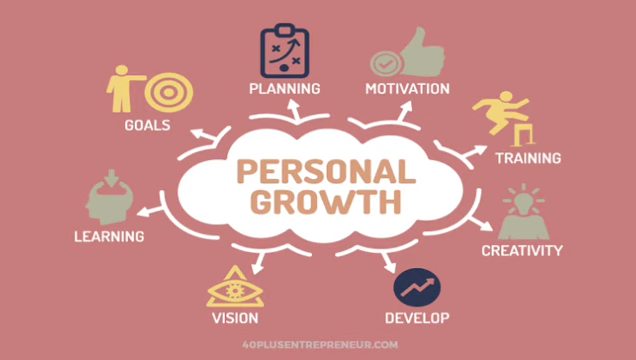 PLANNING
MOTIVATION
GOALS
TRAINING
PERSONAL
GROWTH
LEARNING
CREATIVITY
VISION
DEVELOP
40PLUSENTREPRENEUR.COM